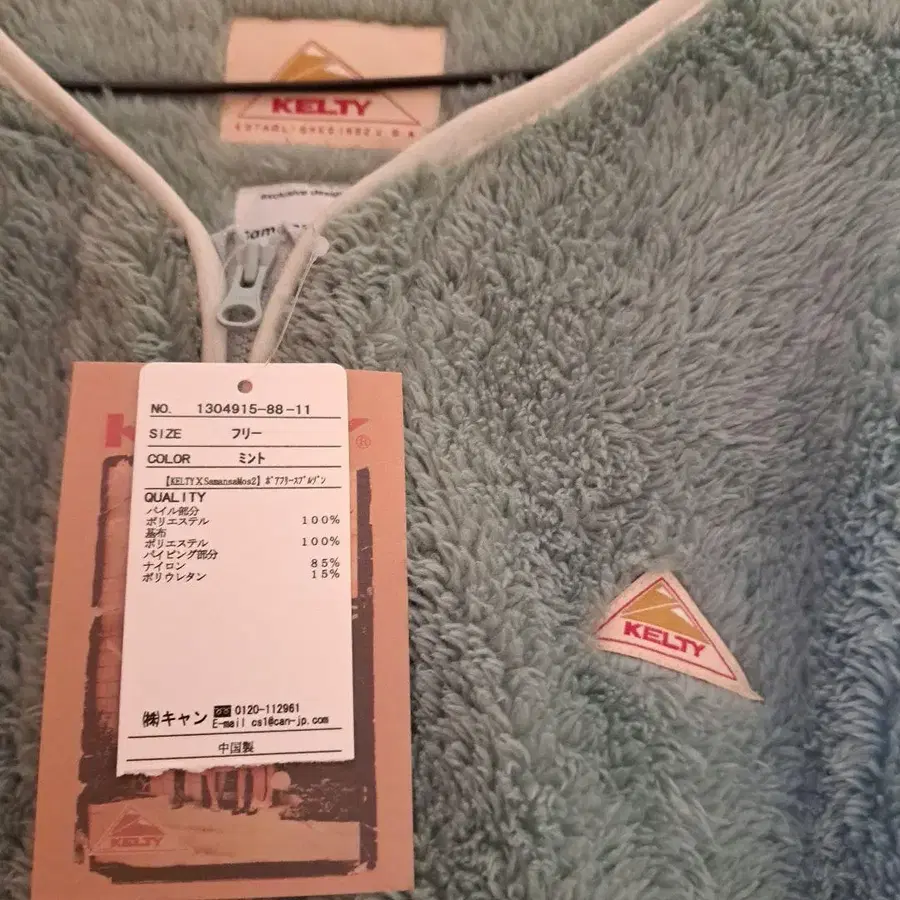 KELTY
ESTABLISHED 1952 U.S.A
exclusive design
NO. 1304915-88-11
SIZE フリー
COLOR ミント
【KELTY X SamansaMos2】ボアフリースブルゾン
QUALITY
パイル部分
ポリエステル 100%
基布
ポリエステル 100%
パイピング部分
ナイロン 85%
ポリウレタン 15%
㈱キャン 0120-112961
E-mail cs1@can-jp.com
中国製
KELTY
KELTY